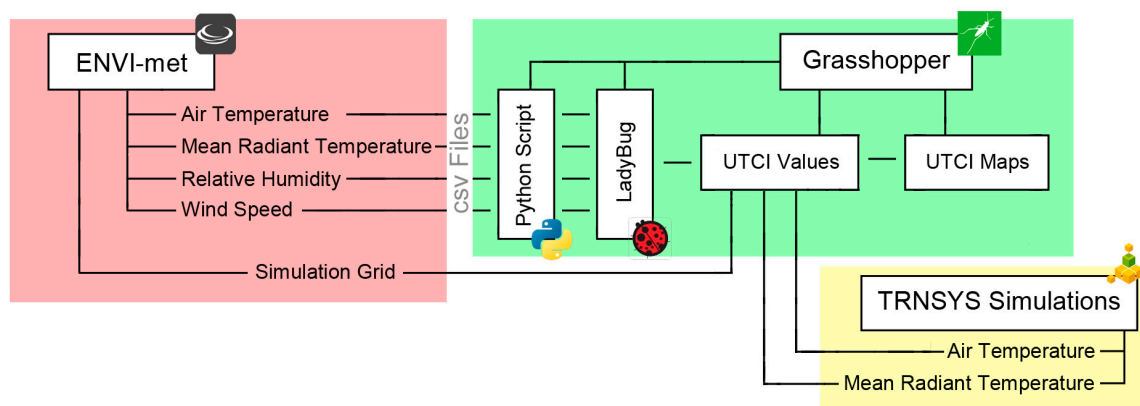 ENVI-met
Air Temperature
Mean Radiant Temperature
Relative Humidity
Wind Speed
Simulation Grid
csv Files
Grasshopper
Python Script
LadyBug
UTCI Values
UTCI Maps
TRNSYS Simulations
Air Temperature
Mean Radiant Temperature